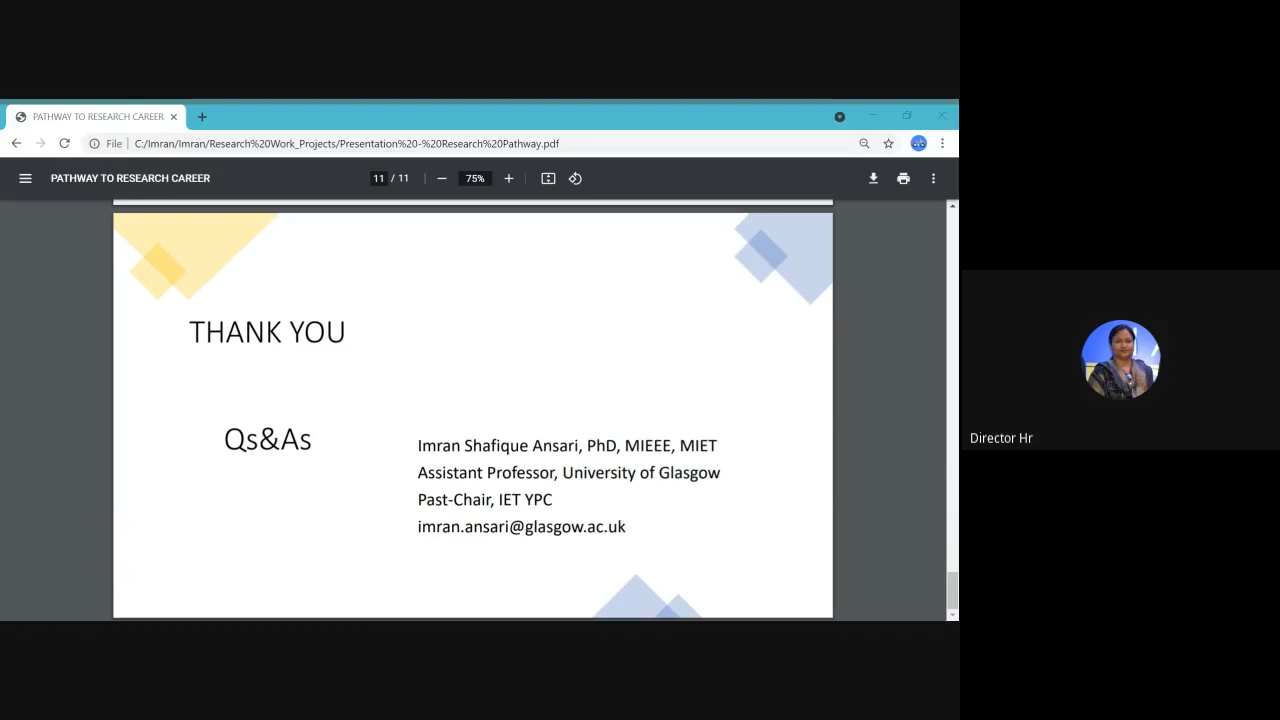 PATHWAY TO RESEARCH CAREER
File
C:/Imran/Imran/Research%20Work_Projects/Presentation%20-%20Research%20Pathway.pdf
PATHWAY TO RESEARCH CAREER
11 / 11
75%
THANK YOU
Qs&As
Imran Shafique Ansari, PhD, MIEEE, MIET
Assistant Professor, University of Glasgow
Past-Chair, IET YPC
imran.ansari@glasgow.ac.uk
Director Hr